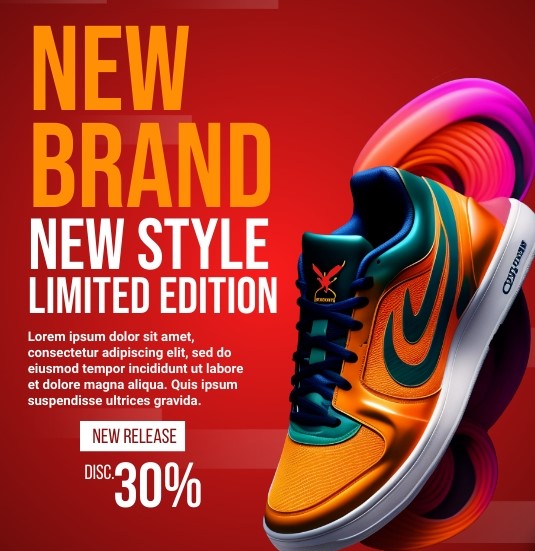 NEW
BRAND
NEW STYLE
LIMITED EDITION
Lorem ipsum dolor sit amet,
consectetur adipiscing elit, sed do
eiusmod tempor incididunt ut labore
et dolore magna aliqua. Quis ipsum
suspendisse ultrices gravida.
NEW RELEASE
DISC.30%